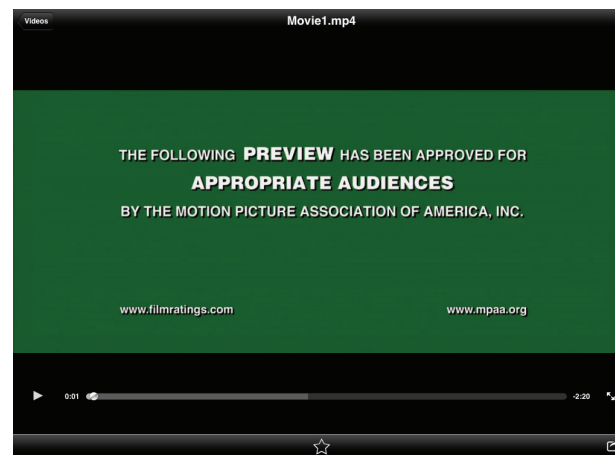 Videos
Movie1.mp4
THE FOLLOWING PREVIEW HAS BEEN APPROVED FOR
APPROPRIATE AUDIENCES
BY THE MOTION PICTURE ASSOCIATION OF AMERICA, INC.
www.filmratings.com www.mpaa.org
0:01 -2:20